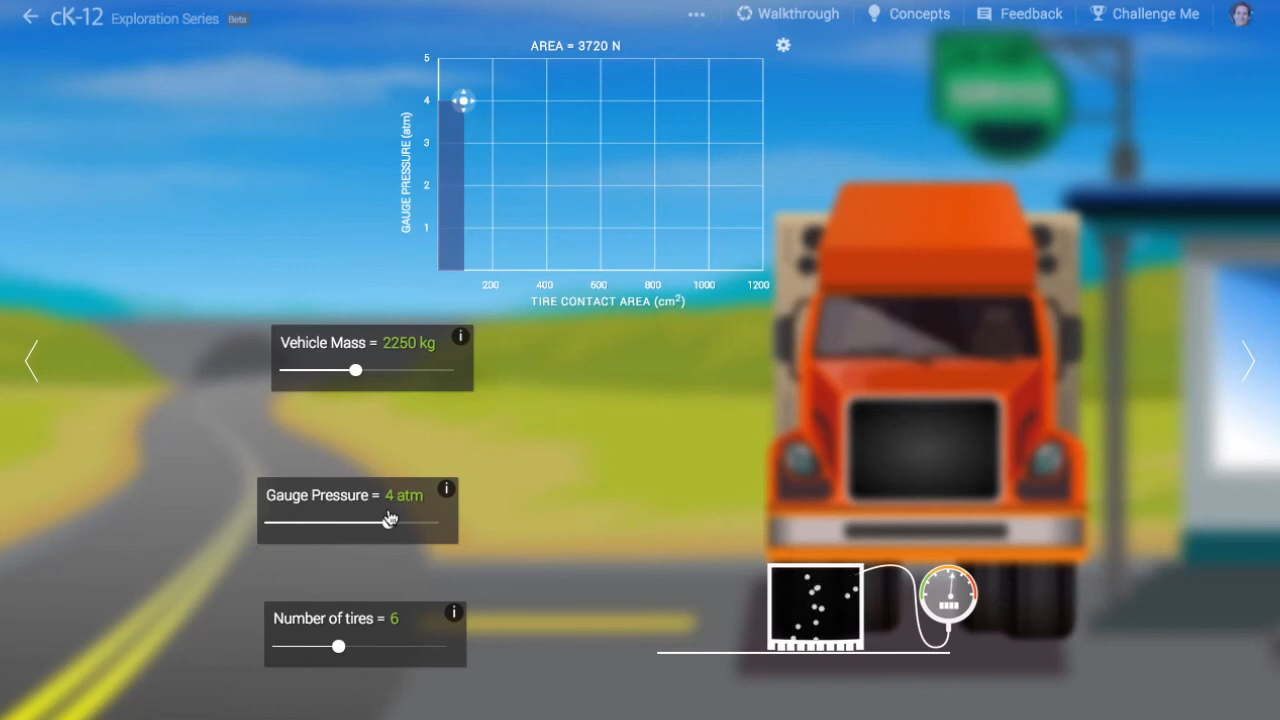 cK-12 Exploration Series Beta
Walkthrough
Concepts
Feedback
Challenge Me
AREA = 3720 N
5
4
3
2
1
GAUGE PRESSURE (atm)
200 400 600 800 1000 1200
TIRE CONTACT AREA (cm²)
Vehicle Mass = 2250 kg
i
Gauge Pressure = 4 atm
i
Number of tires = 6
i